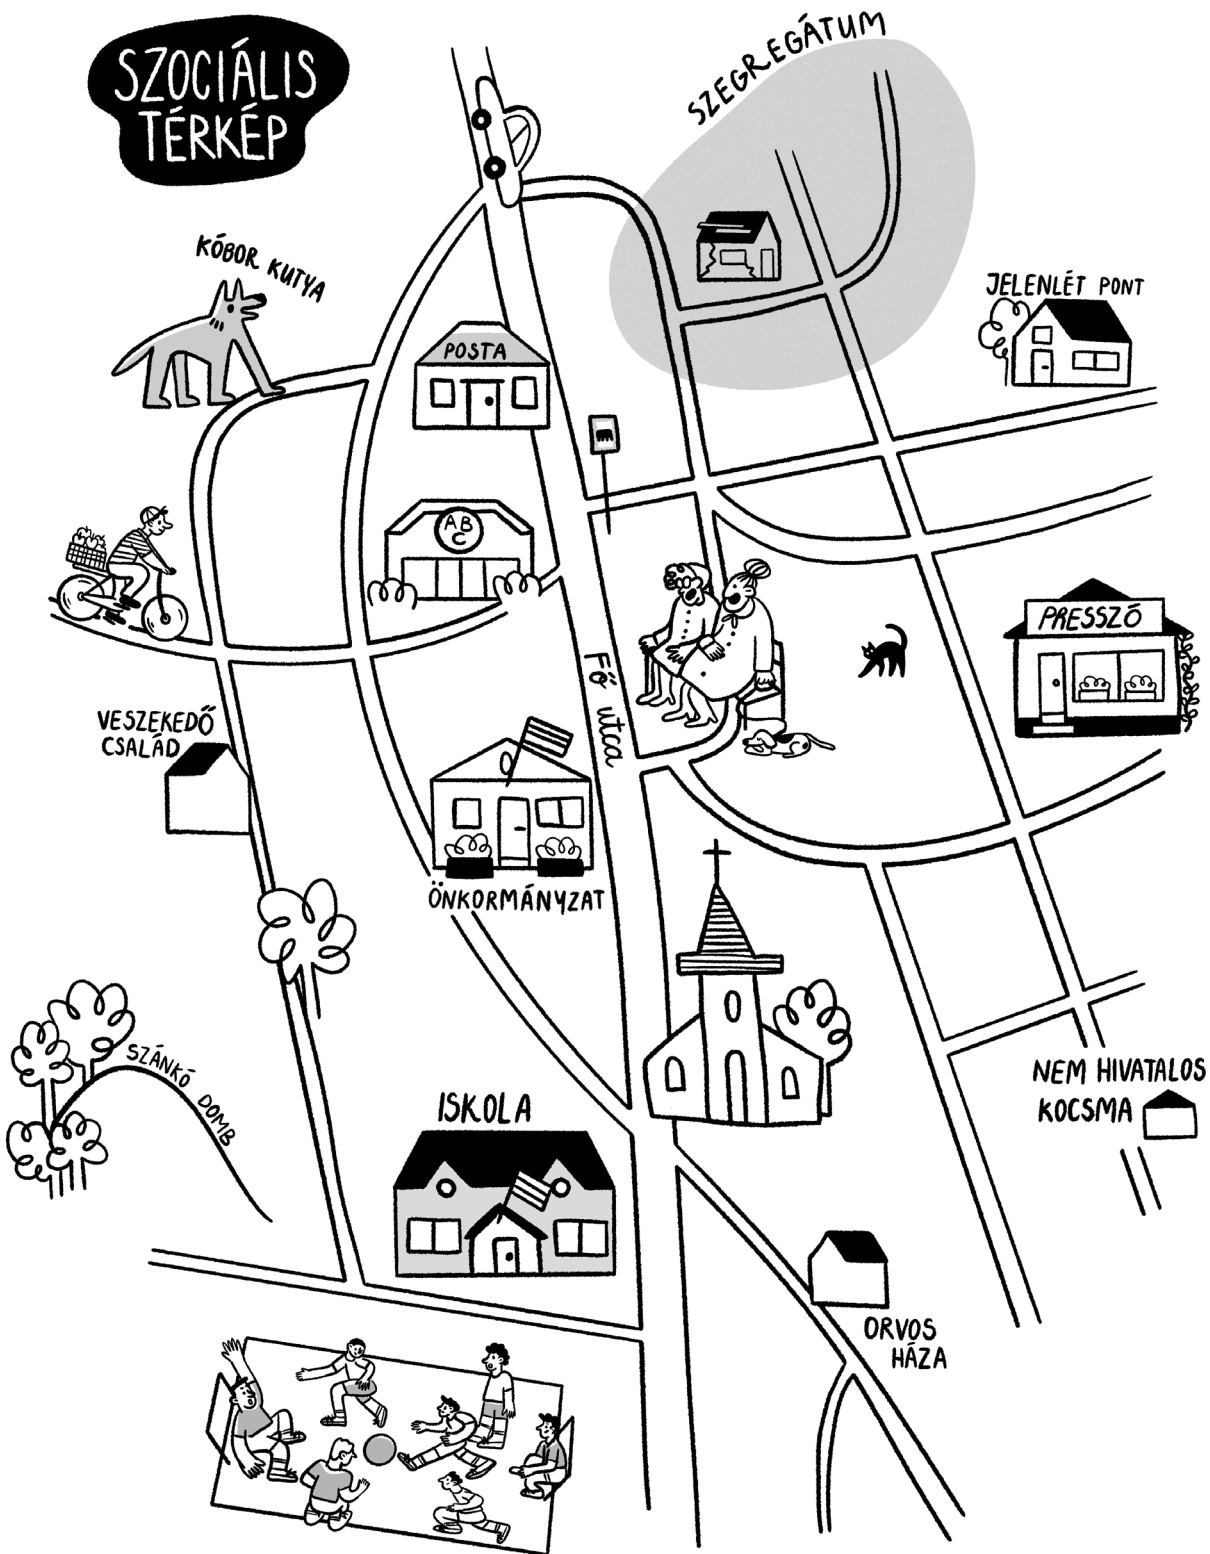 SZOCIÁLIS
TÉRKÉP
SZEGREGÁTUM
KÓBOR KUTYA
JELENLÉT PONT
POSTA
ABC
PRESSZÓ
Fő utca
VESZEKEDŐ
CSALÁD
ÖNKORMÁNYZAT
SZÁNKÓ DOMB
NEM HIVATALOS
KOCSMA
ISKOLA
ORVOS
HÁZA